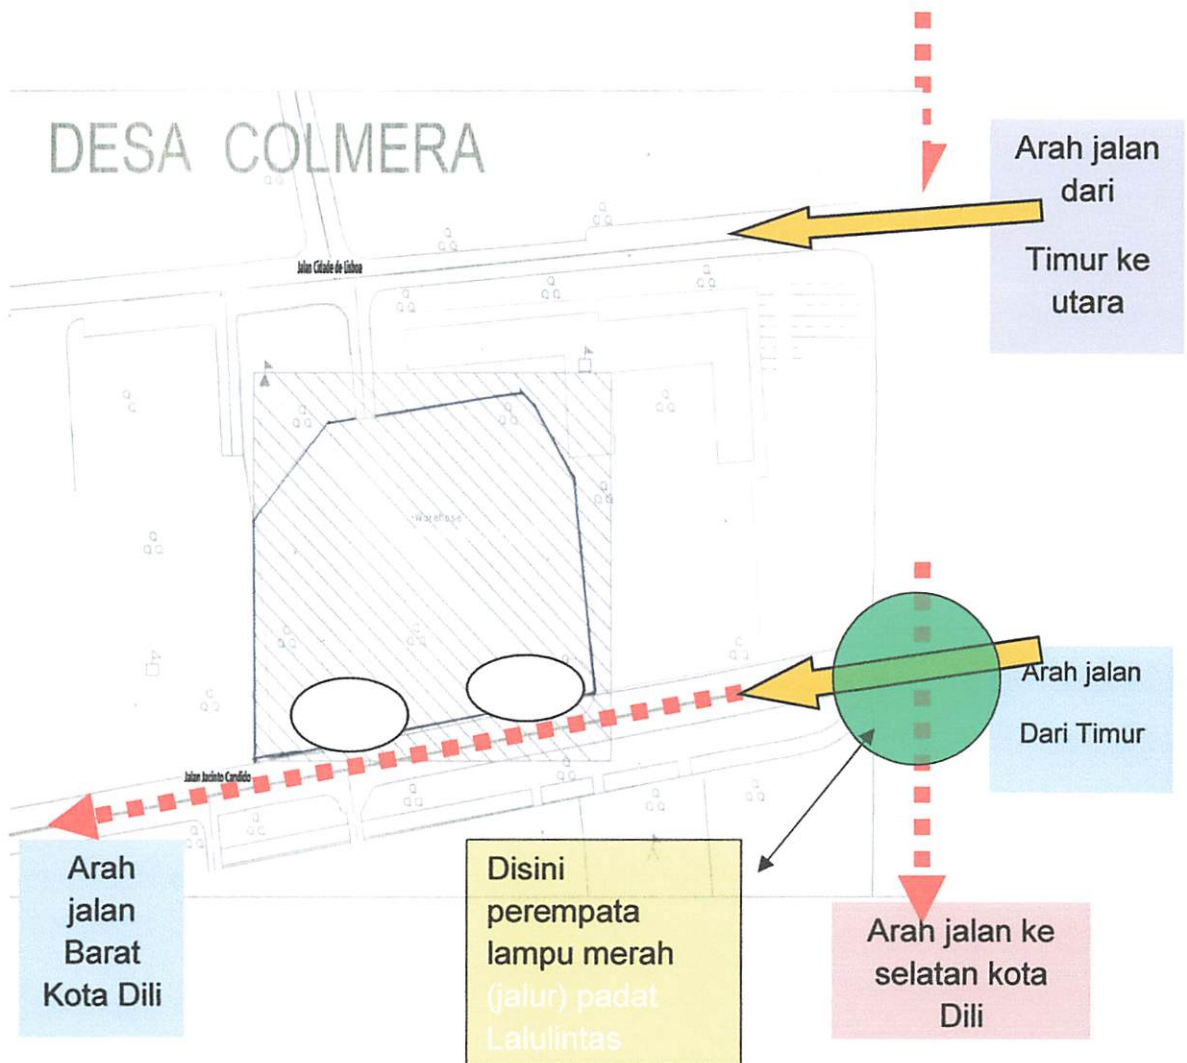 DESA COLMERA
Arah jalan
dari
Timur ke
utara
Jalan Cidade de Lisboa
Warehose
Arah jalan
Dari Timur
Jalan Jacinto Candido
Arah
jalan
Barat
Kota Dili
Disini
perempata
lampu merah
(jalur) padat
Lalulintas
Arah jalan ke
selatan kota
Dili